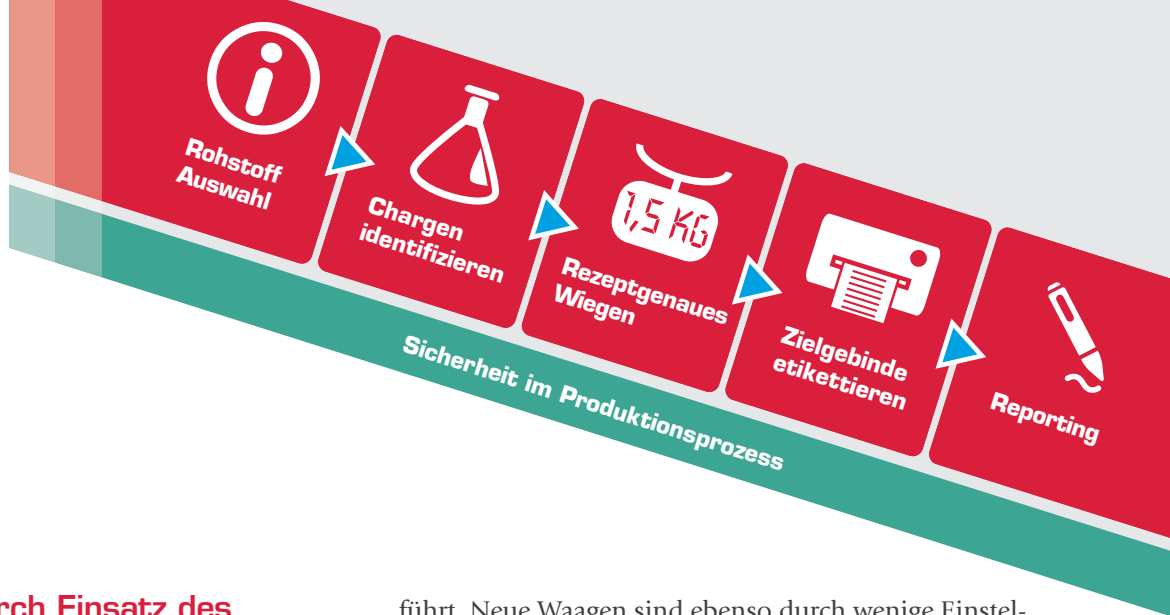 Rohstoff
Auswahl
Chargen
identifizieren
1,5 KG
Rezeptgenaues
Wiegen
Zielgebinde
etikettieren
Reporting
Sicherheit im Produktionsprozess
rch Einsatz des
führt. Neue Waagen sind ebenso durch wenige Einstel-